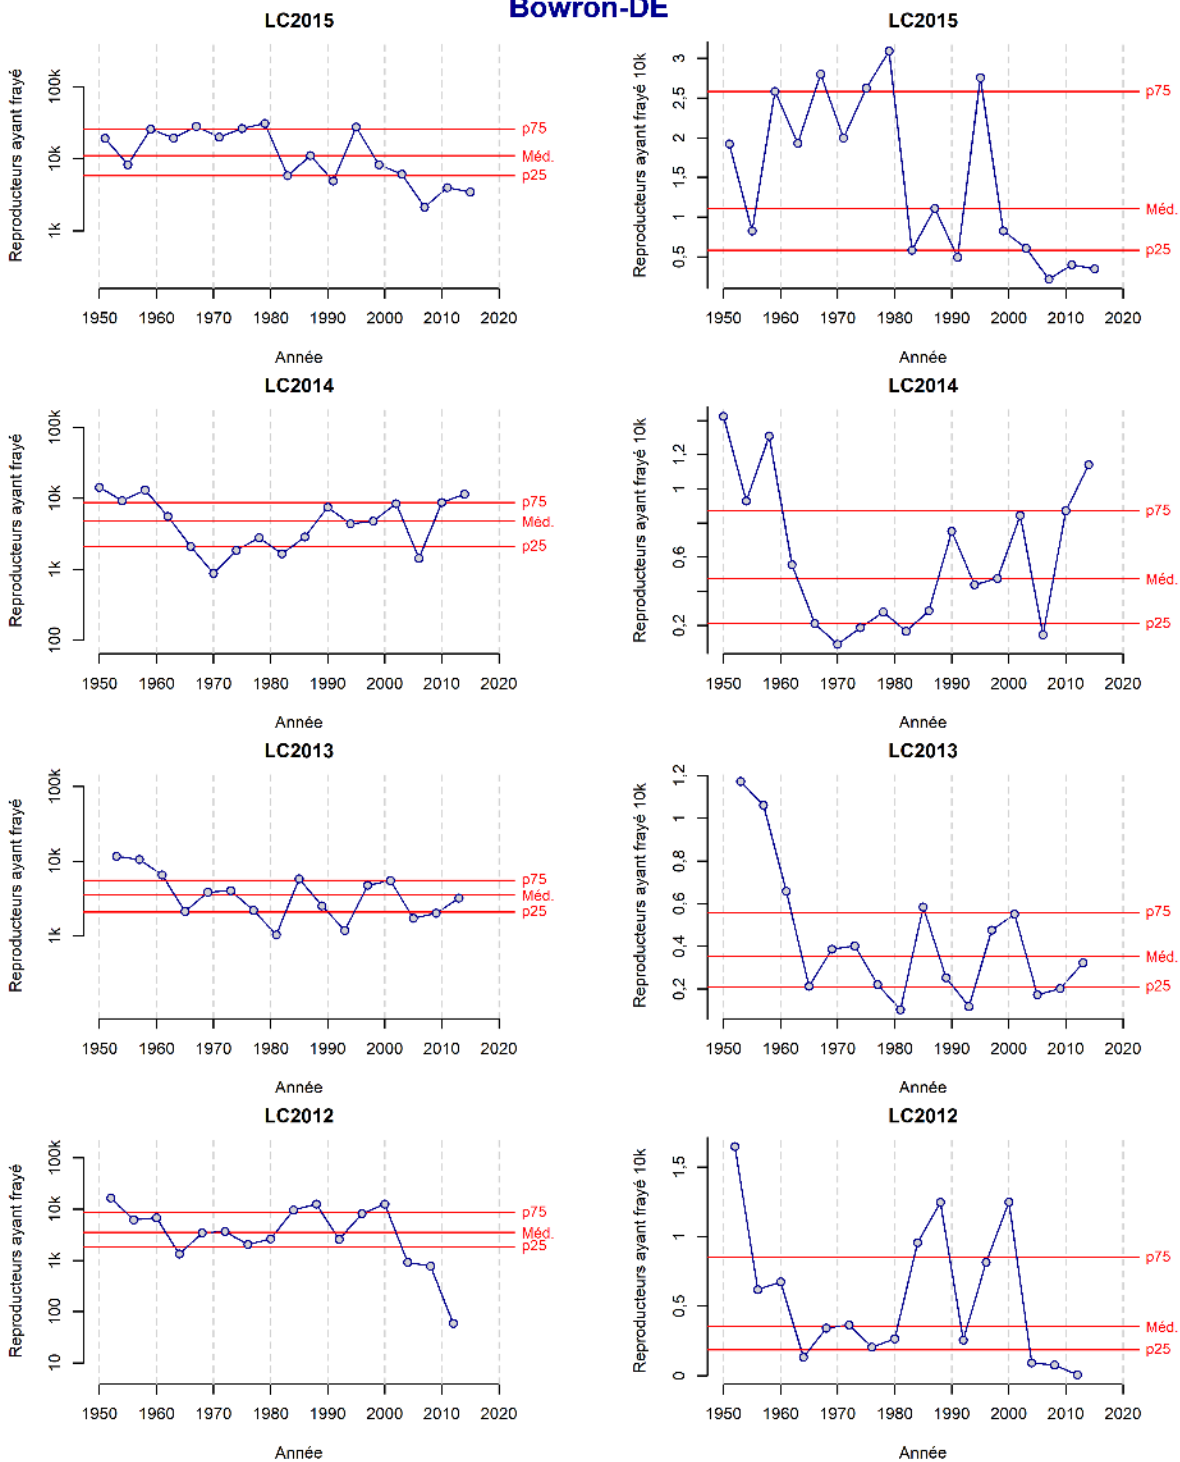 Bowron-DE
LC2015
Reproducteurs ayant frayé
100k
10k
1k
p75
Méd.
p25
1950 1960 1970 1980 1990 2000 2010 2020
Année
LC2015
Reproducteurs ayant frayé 10k
3
2,5
2
1,5
1
0,5
p75
Méd.
p25
1950 1960 1970 1980 1990 2000 2010 2020
Année
LC2014
Reproducteurs ayant frayé
100k
10k
1k
100
p75
Méd.
p25
1950 1960 1970 1980 1990 2000 2010 2020
Année
LC2014
Reproducteurs ayant frayé 10k
1,2
1
0,6
0,2
p75
Méd.
p25
1950 1960 1970 1980 1990 2000 2010 2020
Année
LC2013
Reproducteurs ayant frayé
100k
10k
1k
p75
Méd.
p25
1950 1960 1970 1980 1990 2000 2010 2020
Année
LC2013
Reproducteurs ayant frayé 10k
1,2
1
0,8
0,6
0,4
0,2
p75
Méd.
p25
1950 1960 1970 1980 1990 2000 2010 2020
Année
LC2012
Reproducteurs ayant frayé
100k
10k
1k
100
10
p75
Méd.
p25
1950 1960 1970 1980 1990 2000 2010 2020
Année
LC2012
Reproducteurs ayant frayé 10k
1,5
1
0,5
0
p75
Méd.
p25
1950 1960 1970 1980 1990 2000 2010 2020
Année